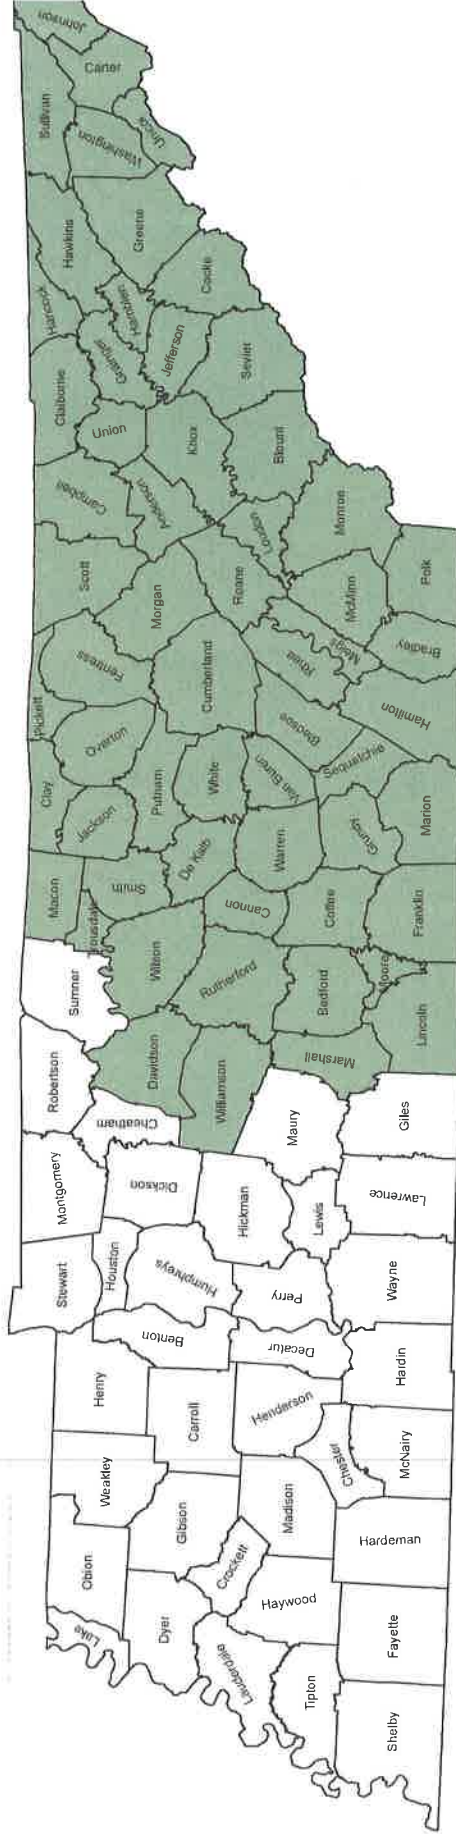 Johnson
Carter
Sullivan
Unicoi
Washington
Greene
Hawkins
Cocke
Hancock
Hamblen
Jefferson
Grainger
Sevier
Claiborne
Union
Knox
Blount
Campbell
Anderson
Loudon
Monroe
Scott
Morgan
Roane
McMinn
Polk
Fentress
Cumberland
Rhea
Meigs
Bradley
Pickett
Overton
Bledsoe
Hamilton
Clay
Putnam
White
Van Buren
Sequatchie
Jackson
Marion
Macon
Smith
De Kalb
Warren
Grundy
Trousdale
Cannon
Coffee
Franklin
Sumner
Wilson
Rutherford
Bedford
Moore
Lincoln
Robertson
Davidson
Williamson
Marshall
Cheatham
Maury
Giles
Montgomery
Dickson
Hickman
Lewis
Lawrence
Stewart
Houston
Humphreys
Perry
Wayne
Benton
Decatur
Hardin
Henry
Carroll
Henderson
Chester
McNairy
Weakley
Gibson
Madison
Hardeman
Obion
Crockett
Haywood
Fayette
Lake
Dyer
Lauderdale
Tipton
Shelby